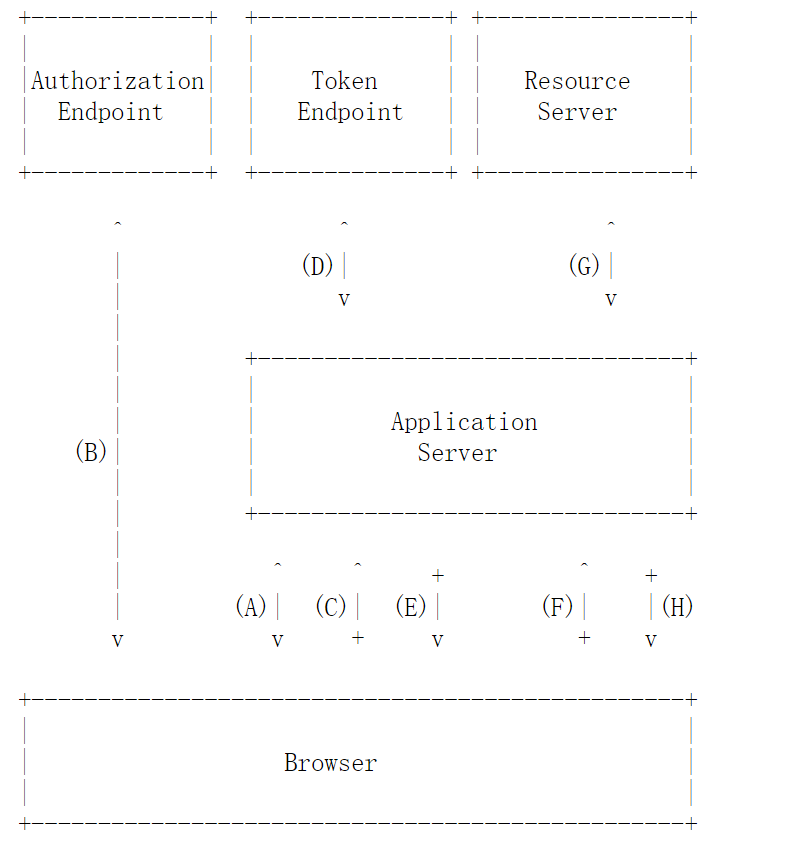 +-------------+ +--------------+ +---------------+
| | | | | |
|Authorization| | Token | | Resource |
| Endpoint | | Endpoint | | Server |
| | | | | |
+-------------+ +--------------+ +---------------+
^ ^ ^
| (D)| (G)|
| v v
|
| +--------------------------------+
| | |
| | Application |
(B)| | Server |
| | |
| +--------------------------------+
|
| ^ ^ + ^ +
| (A)| (C)| (E)| (F)| |(H)
v v + v + v
+-------------------------------------------------+
| |
| Browser |
| |
+-------------------------------------------------+